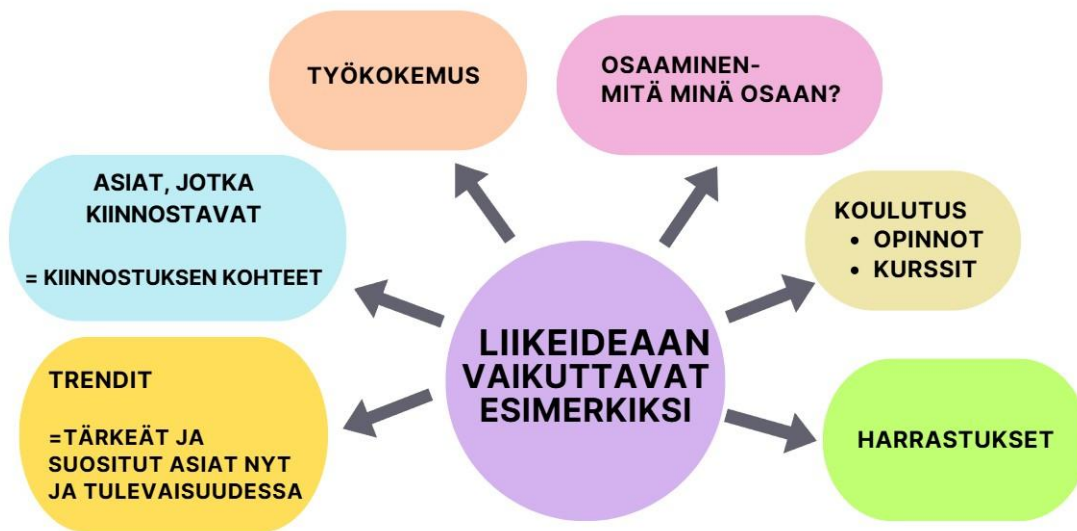 TYÖKOKEMUS
OSAAMINEN-
MITÄ MINÄ OSAAN?
ASIAT, JOTKA
KIINNOSTAVAT
= KIINNOSTUKSEN KOHTEET
KOULUTUS
• OPINNOT
• KURSSIT
LIIKEIDEAAN
VAIKUTTAVAT
ESIMERKIKSI
TRENDIT
=TÄRKEÄT JA
SUOSITUT ASIAT NYT
JA TULEVAISUUDESSA
HARRASTUKSET